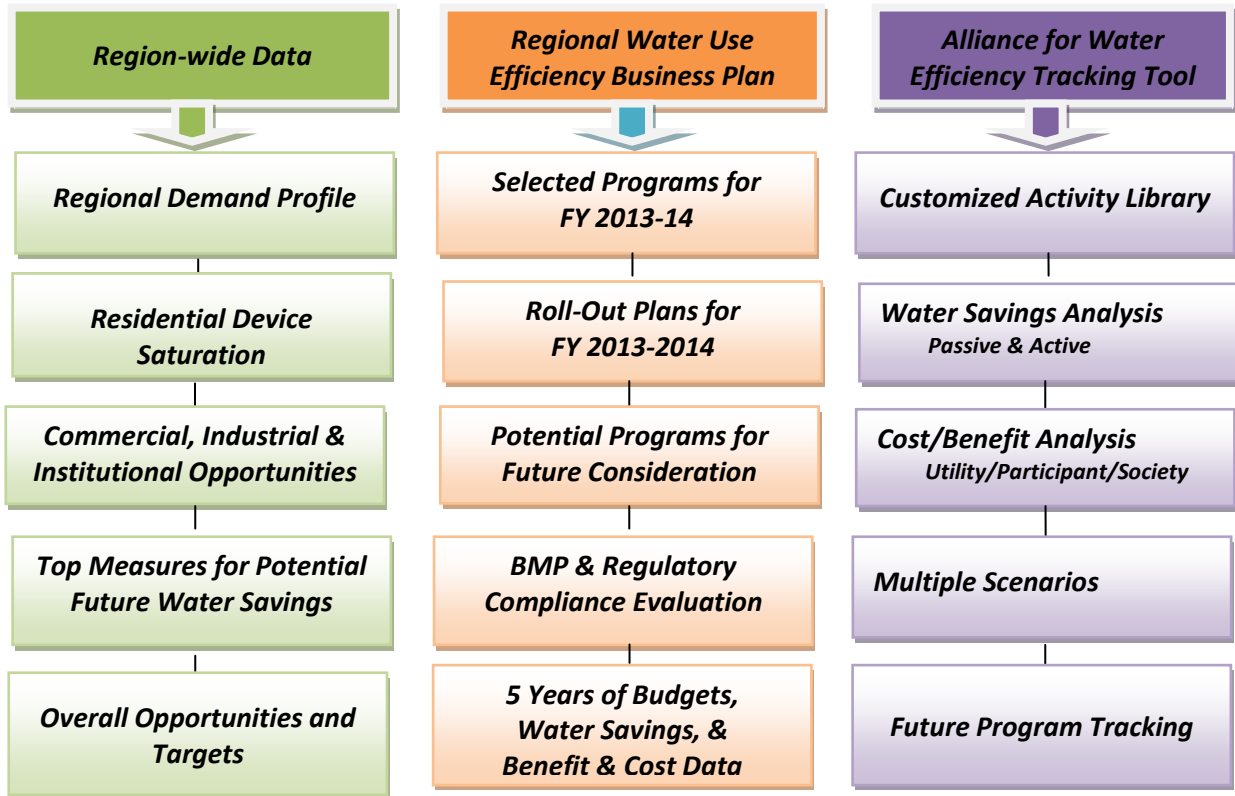 Region-wide Data
Regional Demand Profile
Residential Device
Saturation
Commercial, Industrial &
Institutional Opportunities
Top Measures for Potential
Future Water Savings
Overall Opportunities and
Targets
Regional Water Use
Efficiency Business Plan
Selected Programs for
FY 2013-14
Roll-Out Plans for
FY 2013-2014
Potential Programs for
Future Consideration
BMP & Regulatory
Compliance Evaluation
5 Years of Budgets,
Water Savings, &
Benefit & Cost Data
Alliance for Water
Efficiency Tracking Tool
Customized Activity Library
Water Savings Analysis
Passive & Active
Cost/Benefit Analysis
Utility/Participant/Society
Multiple Scenarios
Future Program Tracking